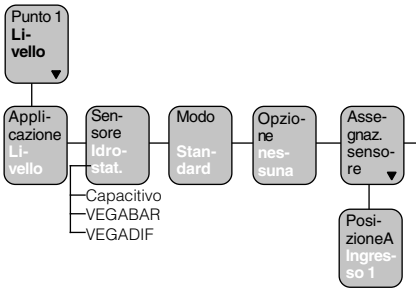 Punto 1
Li-
vello
Appli-
cazione
Li-
vello
Sen-
sore
Idro-
stat.
Modo
Stan-
dard
Opzio-
ne
nes-
suna
Asse-
gnaz.
senso-
re
Capacitivo
VEGABAR
VEGADIF
Posi-
zioneA
Ingres-
so 1